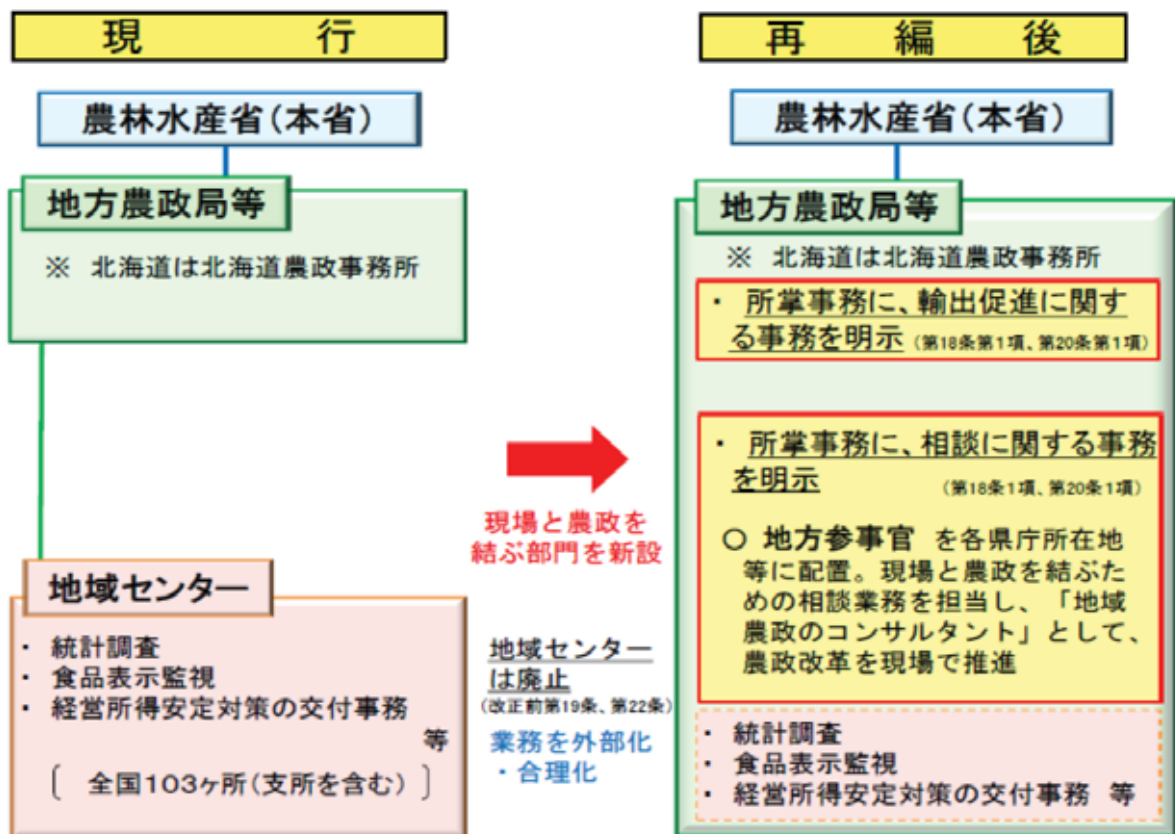 現行
農林水産省(本省)
地方農政局等
※ 北海道は北海道農政事務所
地域センター
・ 統計調査
・ 食品表示監視
・ 経営所得安定対策の交付事務
等
〔 全国103ヶ所(支所を含む) 〕
現場と農政を
結ぶ部門を新設
地域センター
は廃止
(改正前第19条、第22条)
業務を外部化
・合理化
再編後
農林水産省(本省)
地方農政局等
※ 北海道は北海道農政事務所
・ 所掌事務に、輸出促進に関す
る事務を明示 (第18条第1項、第20条第1項)
・ 所掌事務に、相談に関する事務
を明示 (第18条1項、第20条1項)
○ 地方参事官 を各県庁所在地
等に配置。現場と農政を結ぶた
めの相談業務を担当し、「地域
農政のコンサルタント」として、
農政改革を現場で推進
・ 統計調査
・ 食品表示監視
・ 経営所得安定対策の交付事務 等